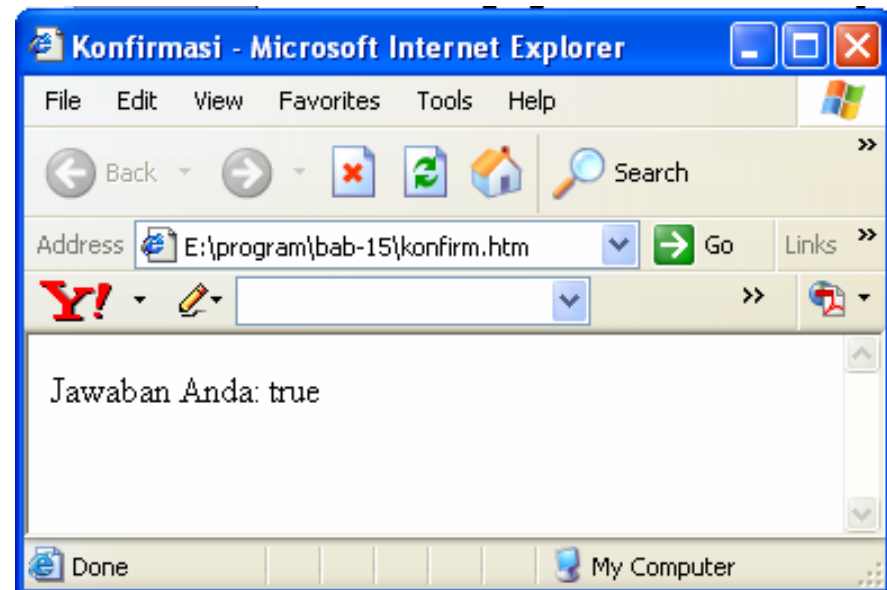 Konfirmasi - Microsoft Internet Explorer
File Edit View Favorites Tools Help
Back Search »
Address E:\program\bab-15\konfirm.htm Go Links »
Y! »
Jawaban Anda: true
Done My Computer